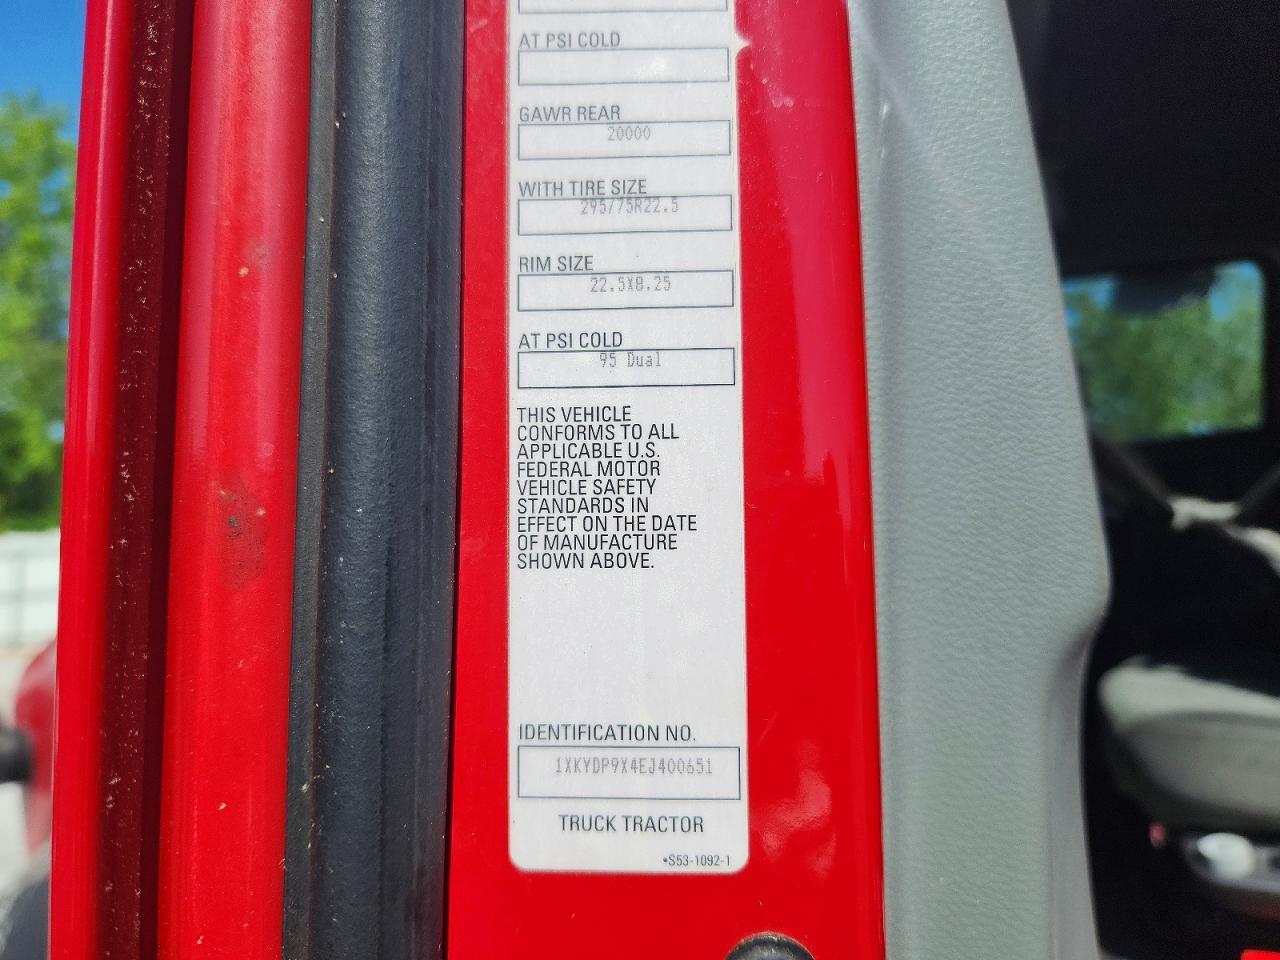 AT PSI COLD
GAWR REAR
20000
WITH TIRE SIZE
295/75R22.5
RIM SIZE
22.5X8.25
AT PSI COLD
95 Dual
THIS VEHICLE
CONFORMS TO ALL
APPLICABLE U.S.
FEDERAL MOTOR
VEHICLE SAFETY
STANDARDS IN
EFFECT ON THE DATE
OF MANUFACTURE
SHOWN ABOVE.
IDENTIFICATION NO.
1XKYDP9X4EJ400651
TRUCK TRACTOR
•S53-1092-1